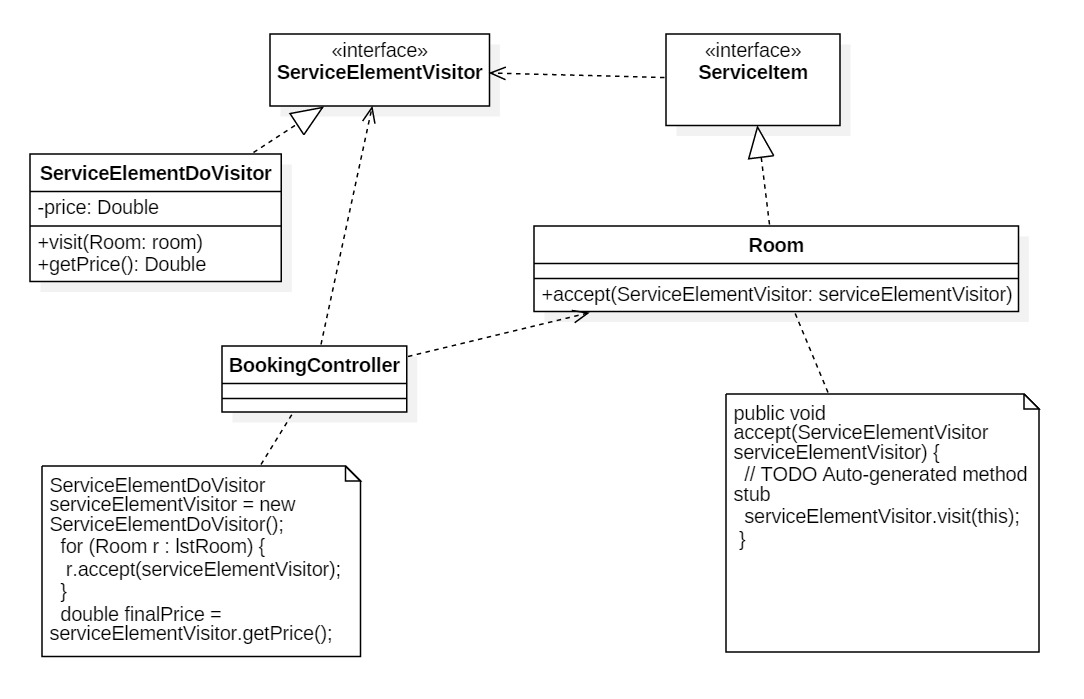 «interface»
ServiceElementVisitor
«interface»
ServiceItem
ServiceElementDoVisitor
-price: Double
+visit(Room: room)
+getPrice(): Double
Room
+accept(ServiceElementVisitor: serviceElementVisitor)
BookingController
ServiceElementDoVisitor
serviceElementVisitor = new
ServiceElementDoVisitor();
for (Room r : lstRoom) {
r.accept(serviceElementVisitor);
}
double finalPrice =
serviceElementVisitor.getPrice();
public void
accept(ServiceElementVisitor
serviceElementVisitor) {
// TODO Auto-generated method
stub
serviceElementVisitor.visit(this);
}